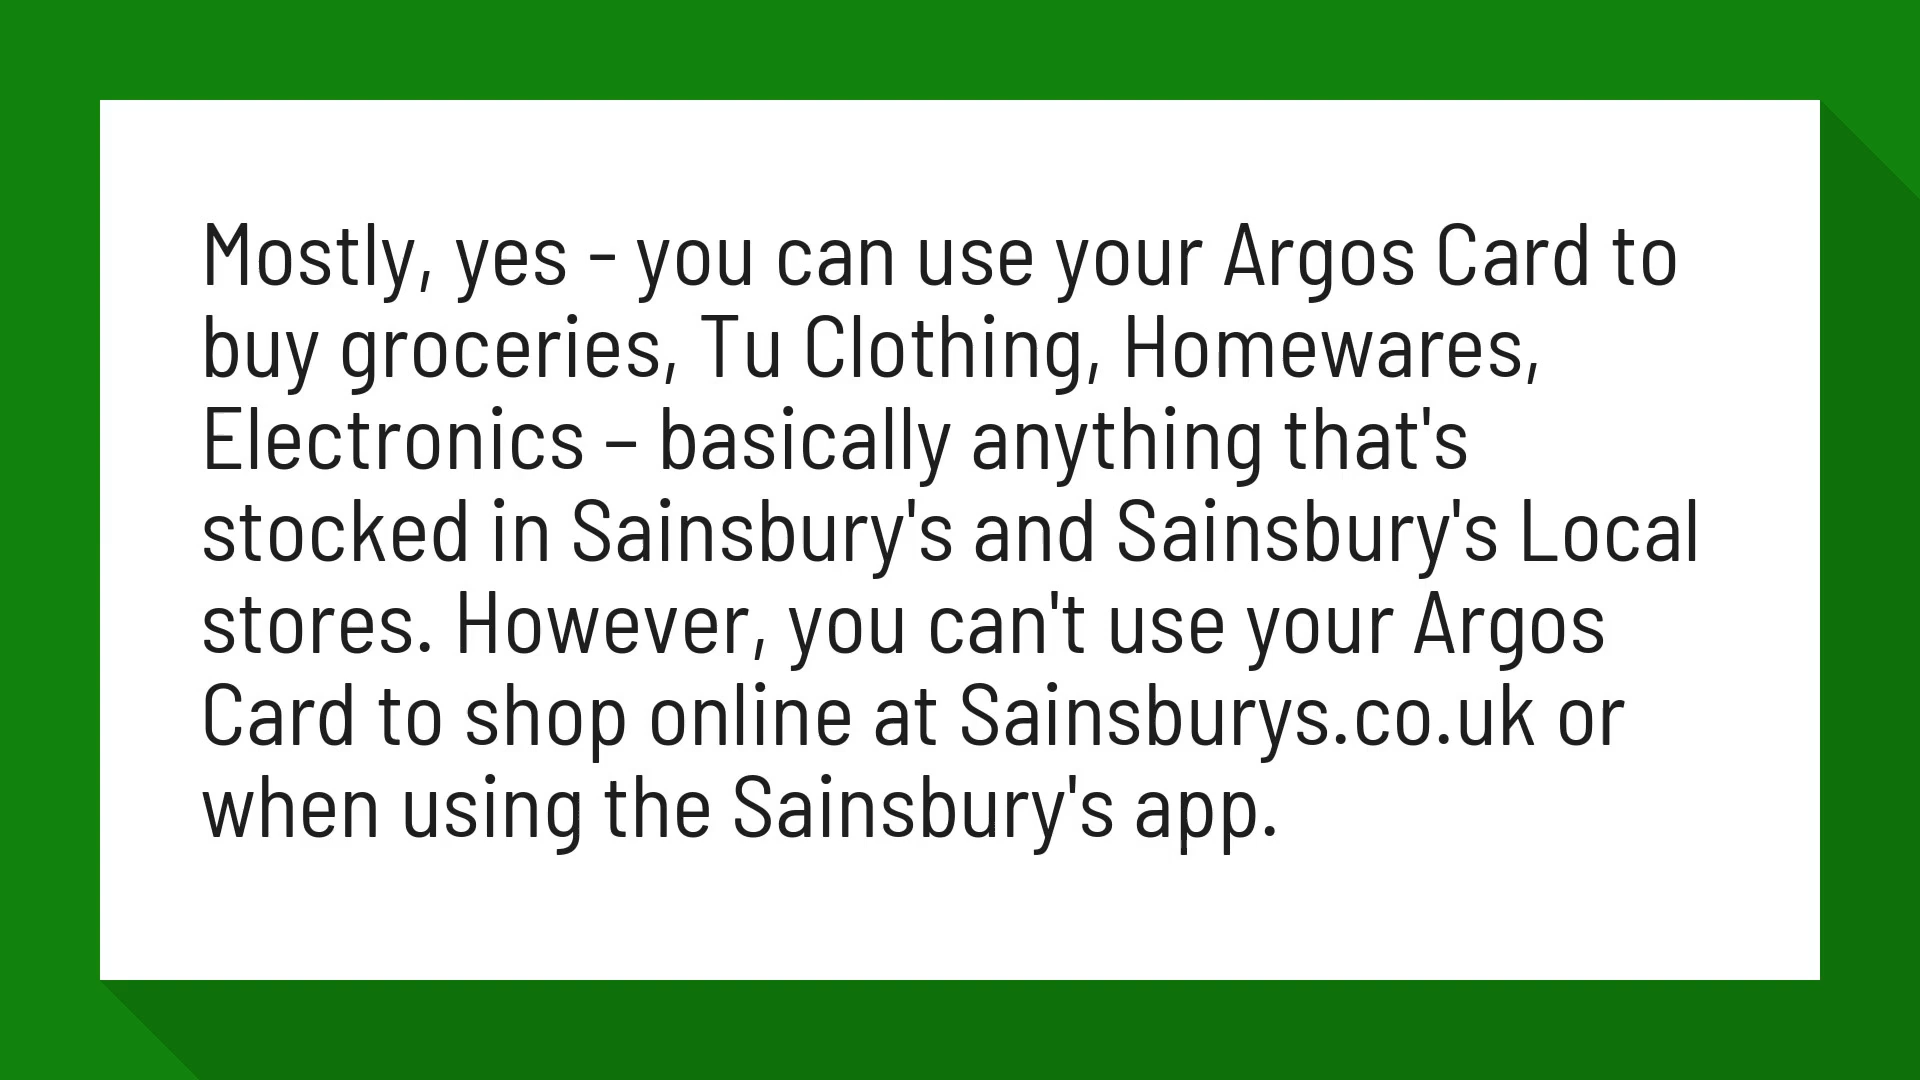 Mostly, yes - you can use your Argos Card to
buy groceries, Tu Clothing, Homewares,
Electronics – basically anything that's
stocked in Sainsbury's and Sainsbury's Local
stores. However, you can't use your Argos
Card to shop online at Sainsburys.co.uk or
when using the Sainsbury's app.